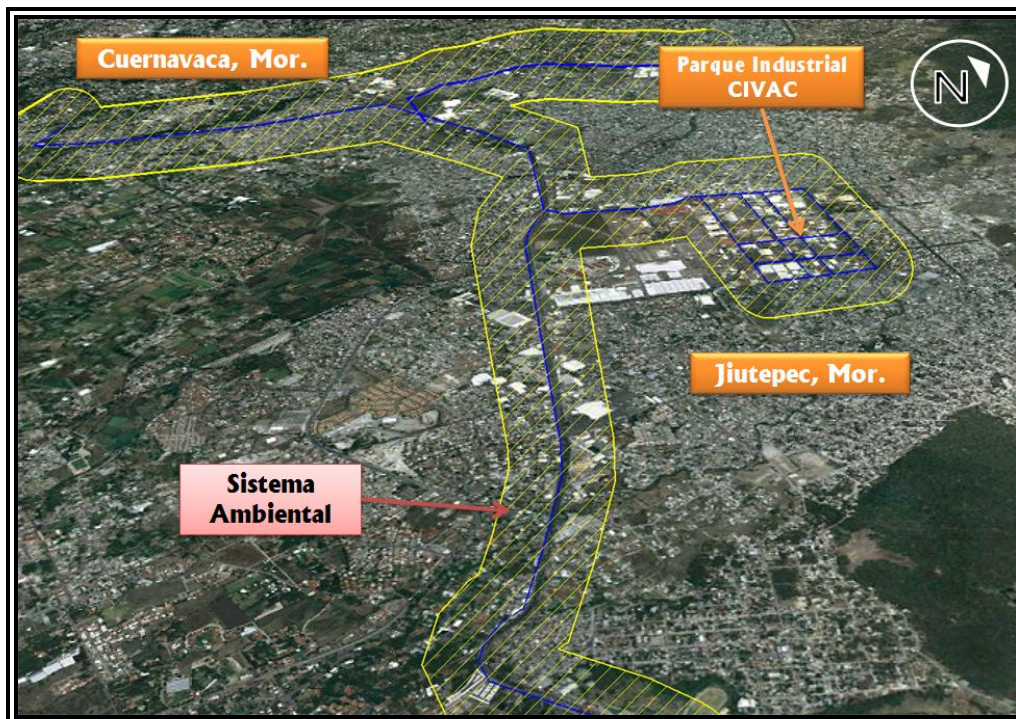 Cuernavaca, Mor.
Parque Industrial
CIVAC
N
Jiutepec, Mor.
Sistema
Ambiental